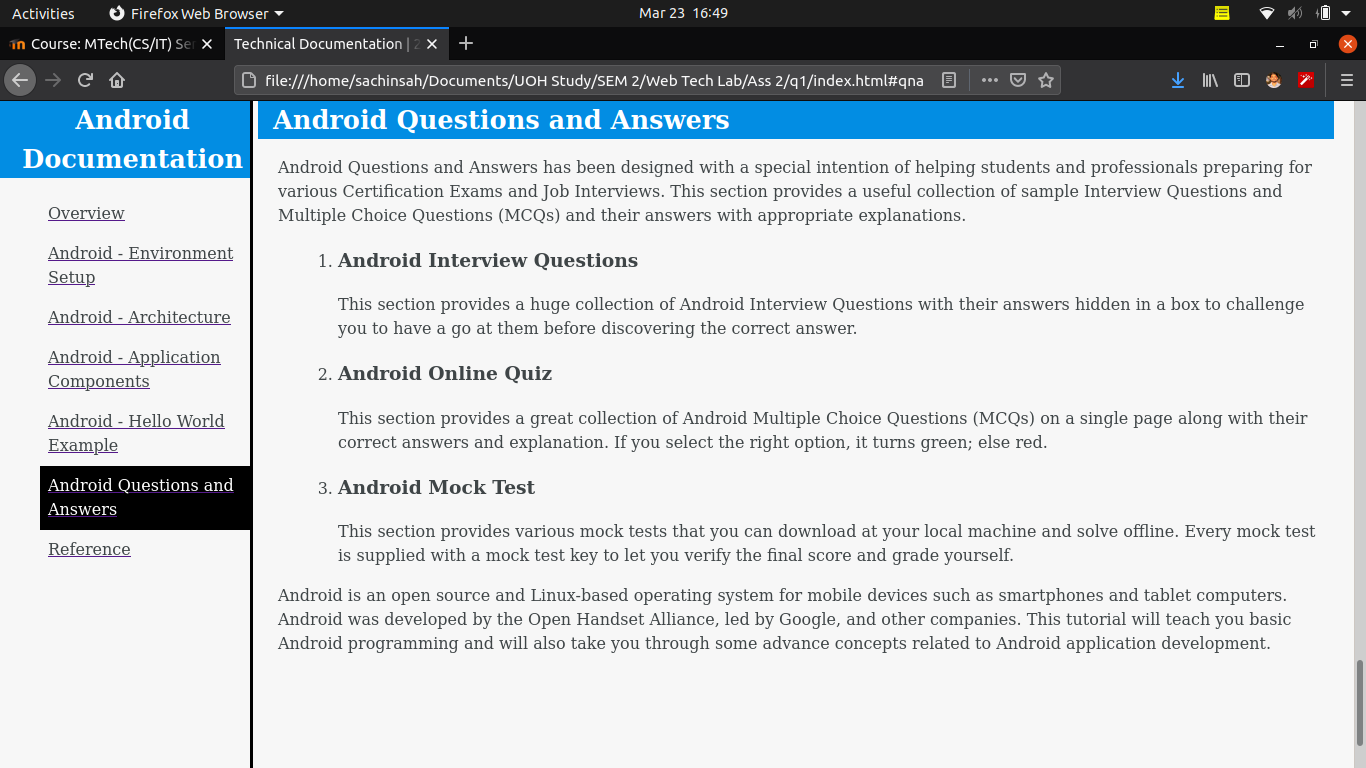 Activities
Firefox Web Browser
Mar 23 16:49
Course: MTech(CS/IT) Se
Technical Documentation | 2
file:///home/sachinsah/Documents/UOH Study/SEM 2/Web Tech Lab/Ass 2/q1/index.html#qna
Android
Documentation
Overview
Android - Environment
Setup
Android - Architecture
Android - Application
Components
Android - Hello World
Example
Android Questions and
Answers
Reference
Android Questions and Answers
Android Questions and Answers has been designed with a special intention of helping students and professionals preparing for
various Certification Exams and Job Interviews. This section provides a useful collection of sample Interview Questions and
Multiple Choice Questions (MCQs) and their answers with appropriate explanations.
1. Android Interview Questions
This section provides a huge collection of Android Interview Questions with their answers hidden in a box to challenge
you to have a go at them before discovering the correct answer.
2. Android Online Quiz
This section provides a great collection of Android Multiple Choice Questions (MCQs) on a single page along with their
correct answers and explanation. If you select the right option, it turns green; else red.
3. Android Mock Test
This section provides various mock tests that you can download at your local machine and solve offline. Every mock test
is supplied with a mock test key to let you verify the final score and grade yourself.
Android is an open source and Linux-based operating system for mobile devices such as smartphones and tablet computers.
Android was developed by the Open Handset Alliance, led by Google, and other companies. This tutorial will teach you basic
Android programming and will also take you through some advance concepts related to Android application development.